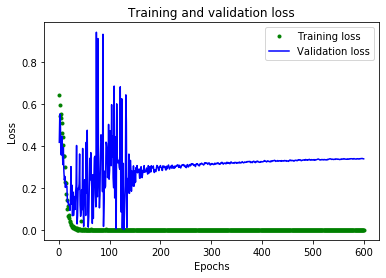 Training and validation loss
Training loss
Validation loss
0.8
0.6
0.4
0.2
0.0
Loss
0 100 200 300 400 500 600
Epochs